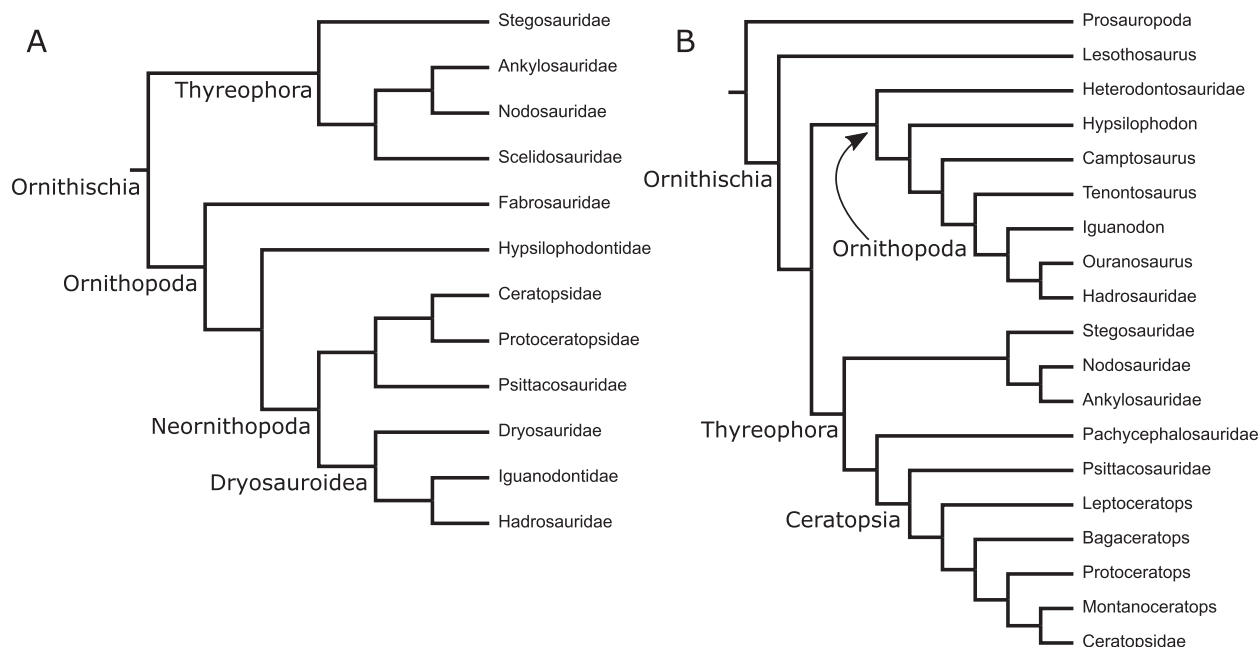 A
Stegosauridae
Ankylosauridae
Thyreophora
Nodosauridae
Scelidosauridae
Ornithischia
Fabrosauridae
Hypsilophodontidae
Ornithopoda
Ceratopsidae
Protoceratopsidae
Psittacosauridae
Neornithopoda
Dryosauridae
Dryosauroidea
Iguanodontidae
Hadrosauridae
B
Prosauropoda
Lesothosaurus
Heterodontosauridae
Hypsilophodon
Camptosaurus
Ornithischia
Tenontosaurus
Iguanodon
Ornithopoda
Ouranosaurus
Hadrosauridae
Stegosauridae
Nodosauridae
Ankylosauridae
Thyreophora
Pachycephalosauridae
Psittacosauridae
Leptoceratops
Ceratopsia
Bagaceratops
Protoceratops
Montanoceratops
Ceratopsidae